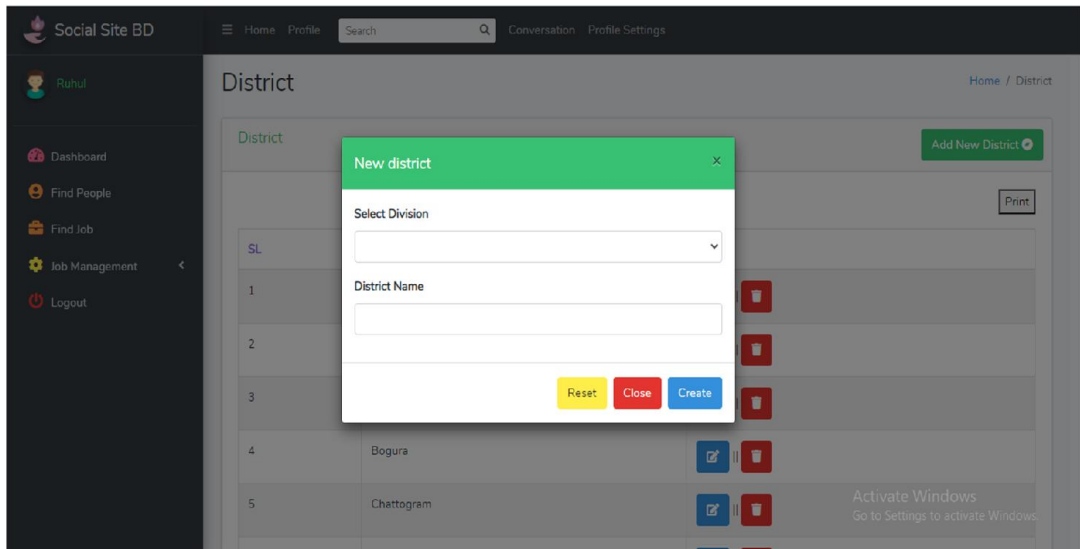 Social Site BD
Home Profile Search Conversation Profile Settings
Ruhul
District
Home / District
Dashboard
Find People
Find Job
Job Management
Logout
District
Add New District
Print
New district ×
Select Division
District Name
Reset Close Create
SL
1
2
3
4 Bogura ||
5 Chattogram ||
Activate Windows
Go to Settings to activate Windows.